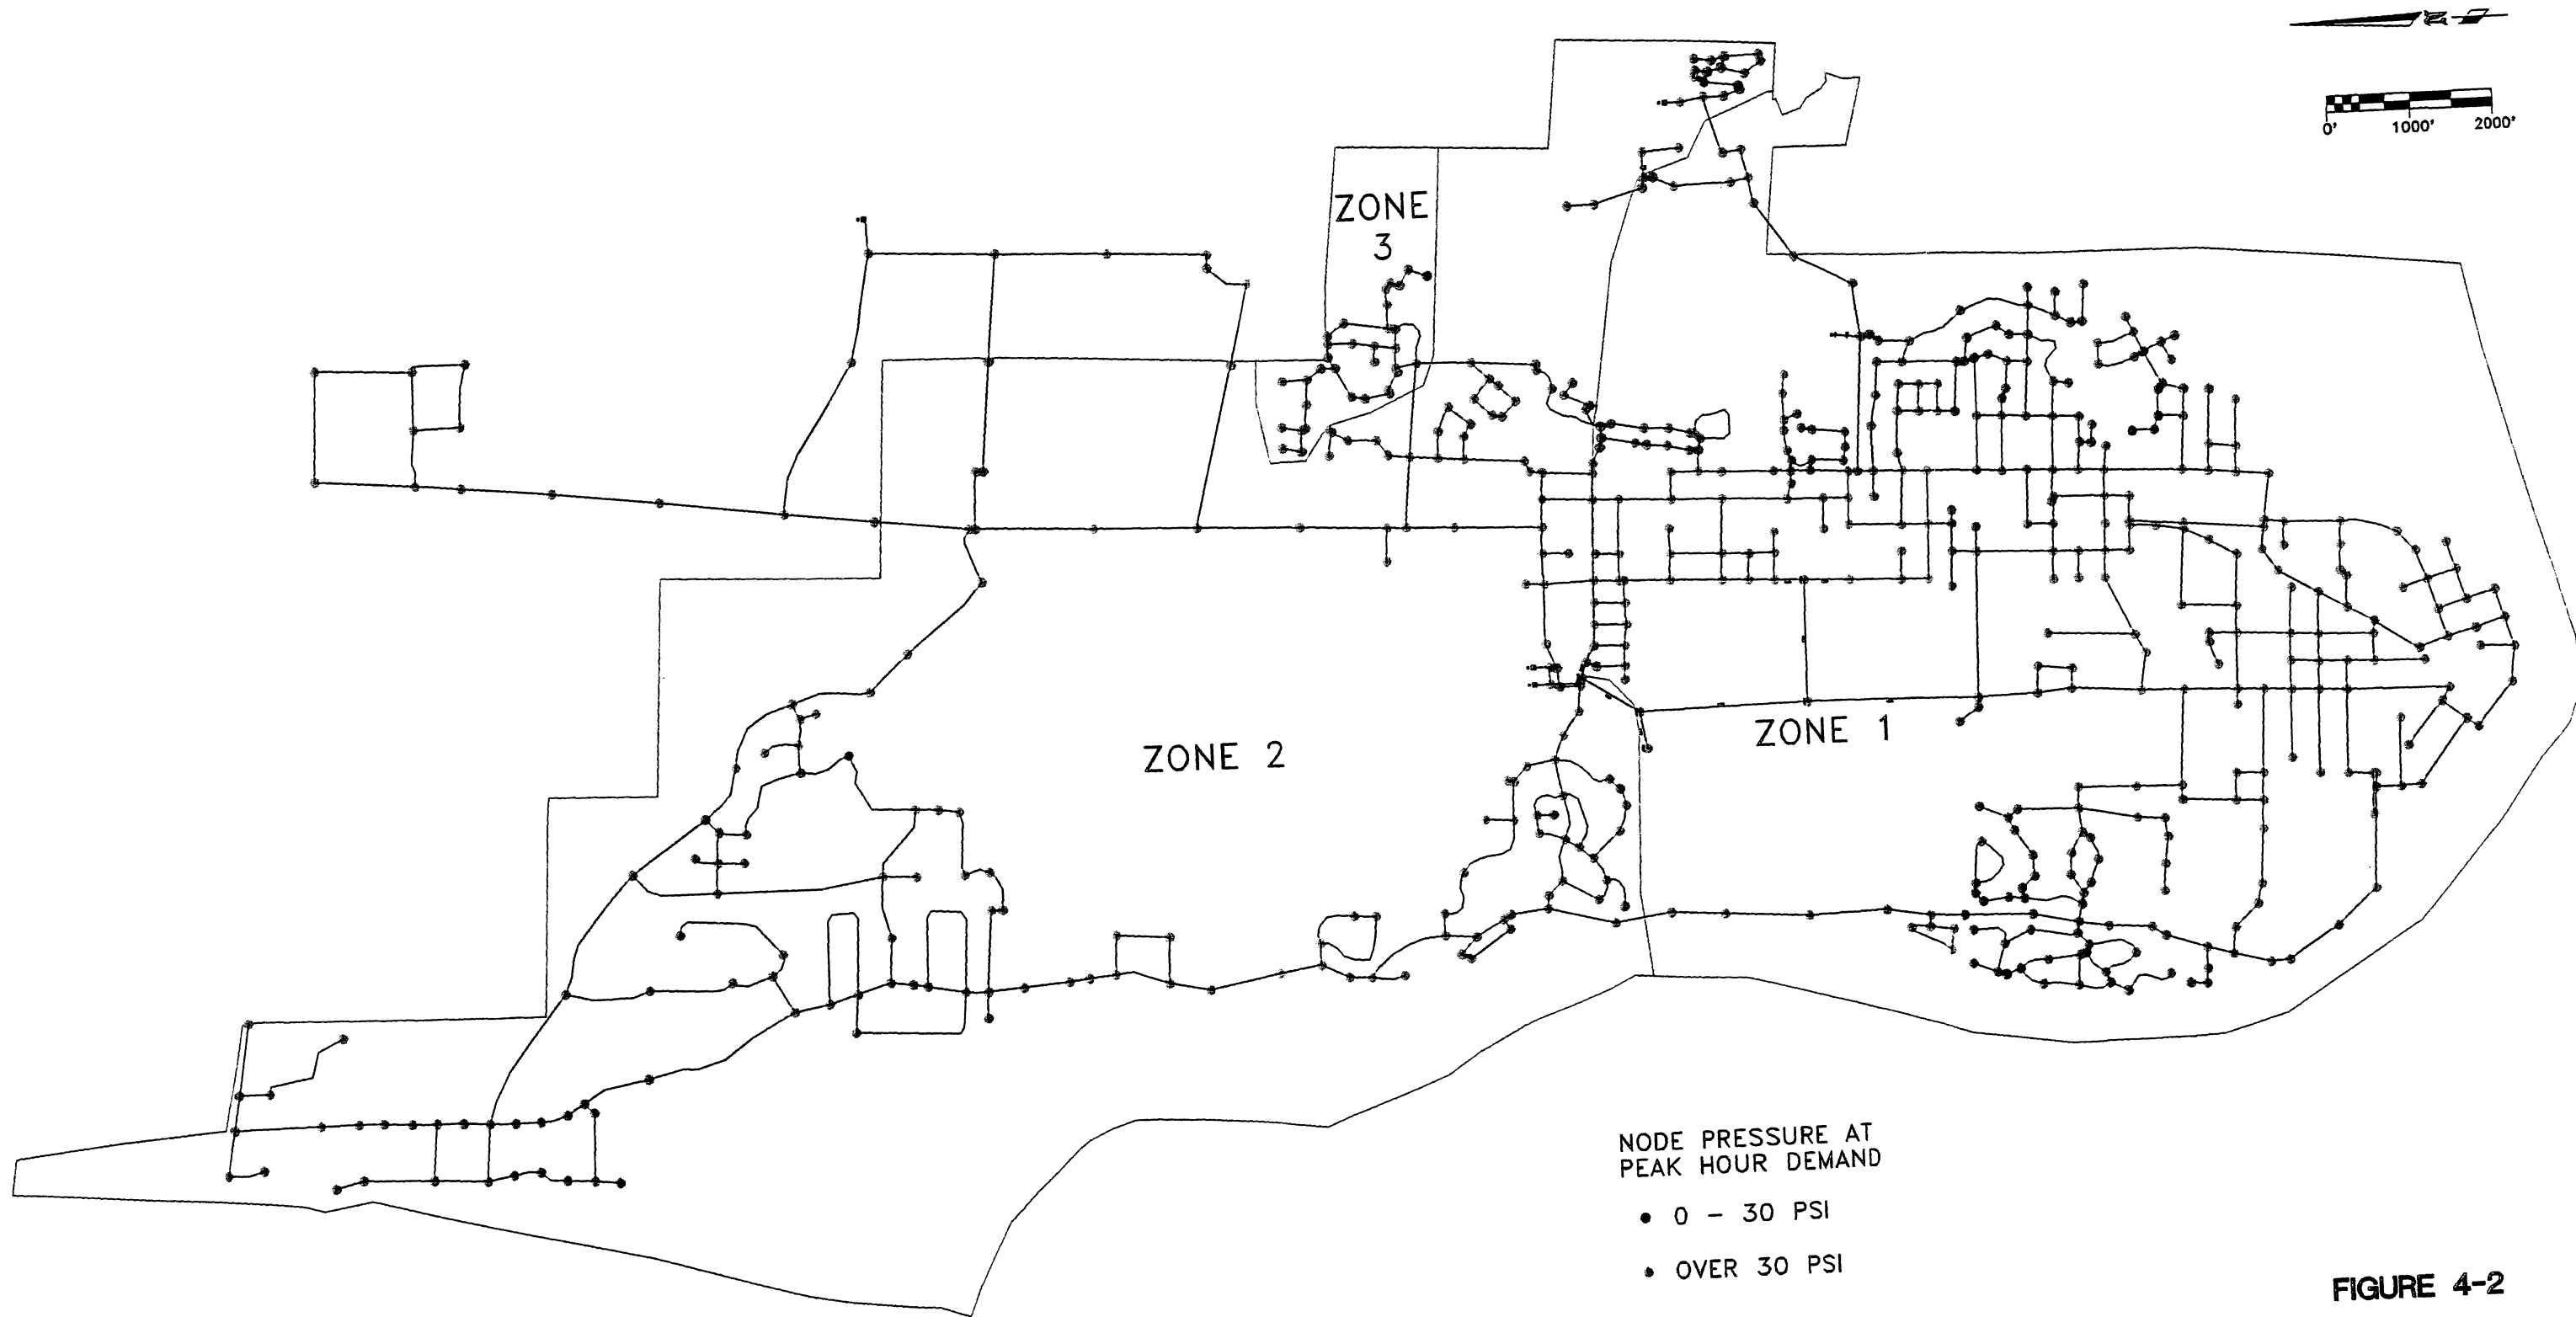 0' 1000' 2000'
ZONE
3
ZONE 1
ZONE 2
NODE PRESSURE AT
PEAK HOUR DEMAND
0 - 30 PSI
OVER 30 PSI
FIGURE 4-2